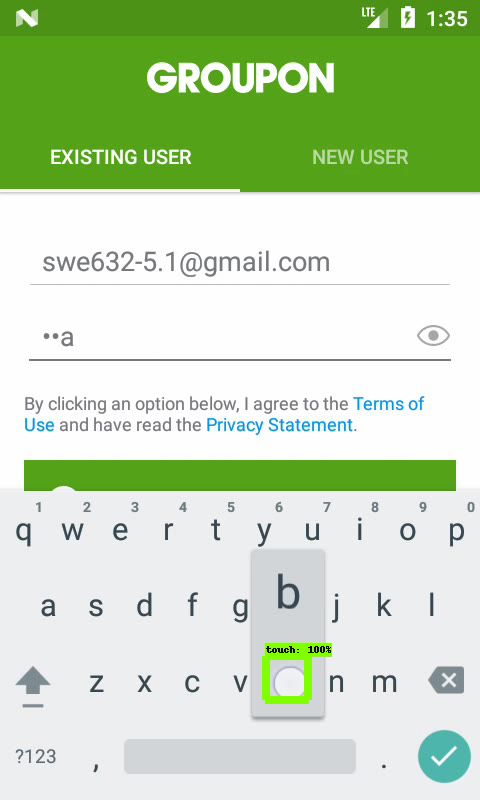 LTE 1:35
GROUPON
EXISTING USER NEW USER
swe632-5.1@gmail.com
••a
By clicking an option below, I agree to the Terms of
Use and have read the Privacy Statement.
1 2 3 4 5 6 7 8 9 0
q w e r t y u i o p
b
a s d f g j k l
touch: 100%
z x c v n m
?123 , .